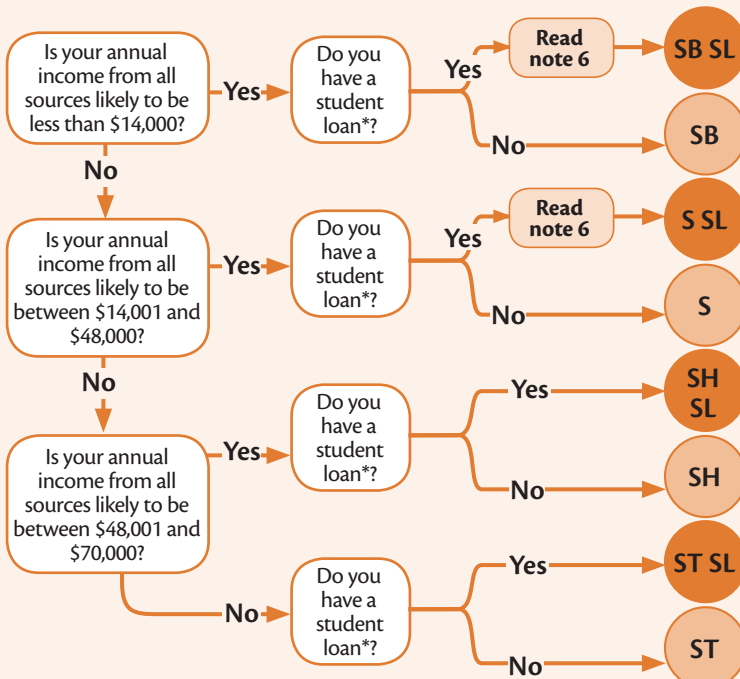 Is your annual
income from all
sources likely to be
less than $14,000?
Yes
Do you
have a
student
loan*?
Yes
Read
note 6
SB SL
No
SB
No
Is your annual
income from all
sources likely to be
between $14,001 and
$48,000?
Yes
Do you
have a
student
loan*?
Yes
Read
note 6
S SL
No
S
No
Is your annual
income from all
sources likely to be
between $48,001 and
$70,000?
Yes
Do you
have a
student
loan*?
Yes
SH
SL
No
SH
No
Do you
have a
student
loan*?
Yes
ST SL
No
ST